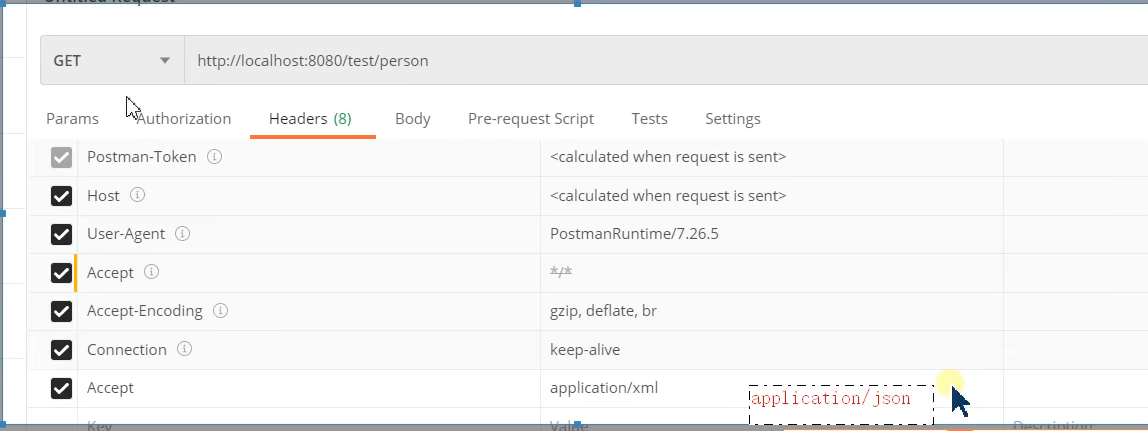 Untitled Request
GET http://localhost:8080/test/person
Params Authorization Headers (8) Body Pre-request Script Tests Settings
Postman-Token <calculated when request is sent>
Host <calculated when request is sent>
User-Agent PostmanRuntime/7.26.5
Accept */*
Accept-Encoding gzip, deflate, br
Connection keep-alive
Accept application/xml
application/json
Key Value Description